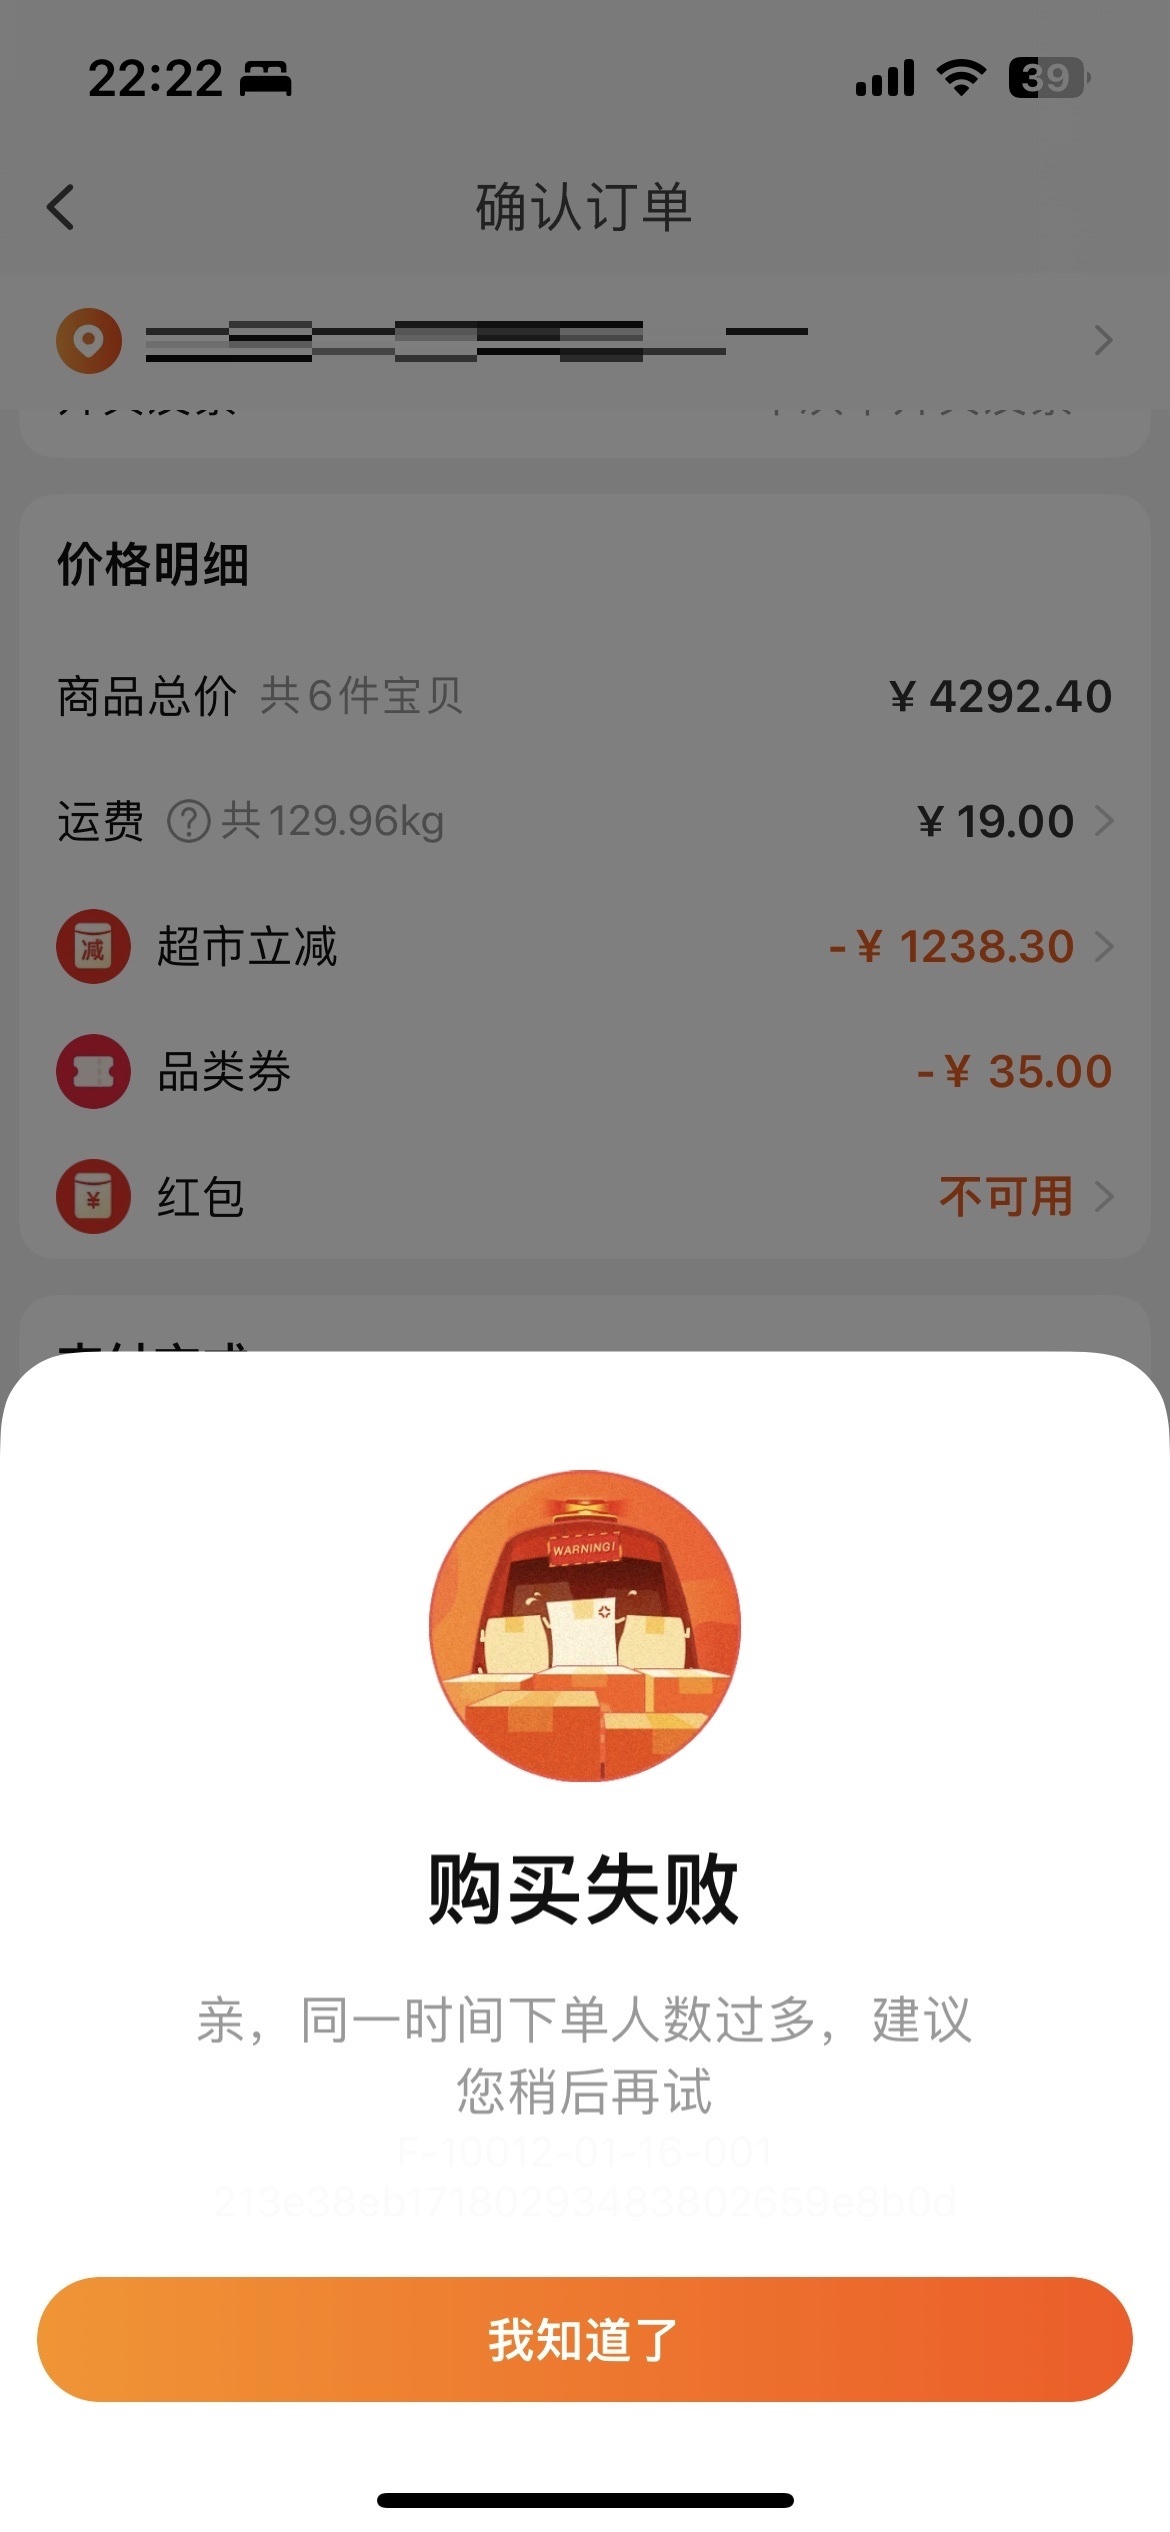 22:22
39
确认订单
价格明细
商品总价 共6件宝贝 ¥ 4292.40
运费 ? 共129.96kg ¥ 19.00
减 超市立减 -¥ 1238.30
品类券 -¥ 35.00
¥ 红包 不可用
WARNING!
购买失败
亲，同一时间下单人数过多，建议
您稍后再试
F-10012-01-16-001
213e38eb17180293483802659e8b0d
我知道了